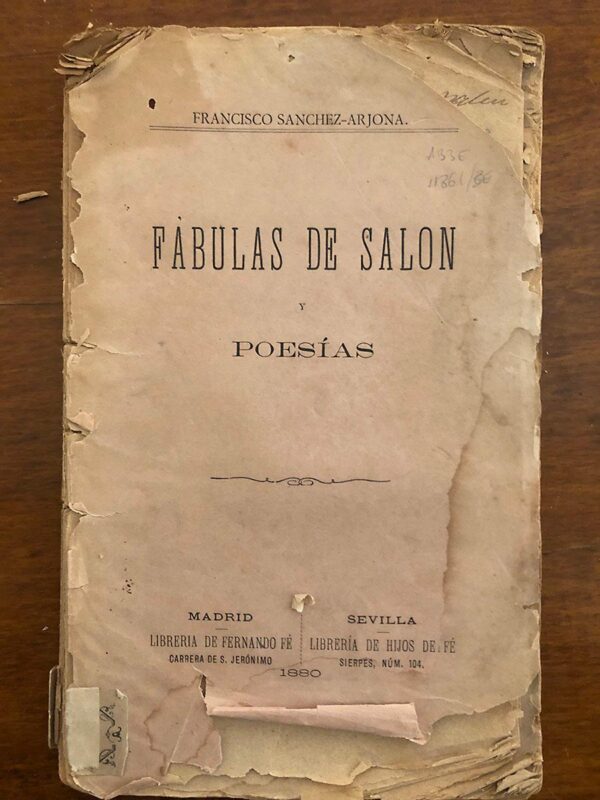 FRANCISCO SANCHEZ-ARJONA.
FÁBULAS DE SALON
Y
POESÍAS
MADRID
LIBRERIA DE FERNANDO FÉ
CARRERA DE S. JERÓNIMO
SEVILLA
LIBRERÍA DE HIJOS DE FÉ
SIERPES, NÚM. 104.
1880